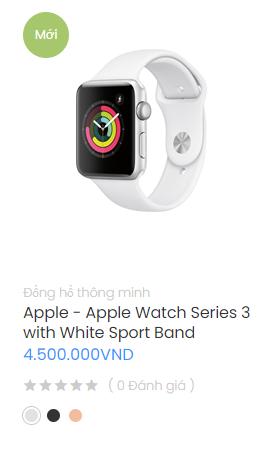 Mới
Đồng hồ thông minh
Apple - Apple Watch Series 3
with White Sport Band
4.500.000VND
( 0 Đánh giá )